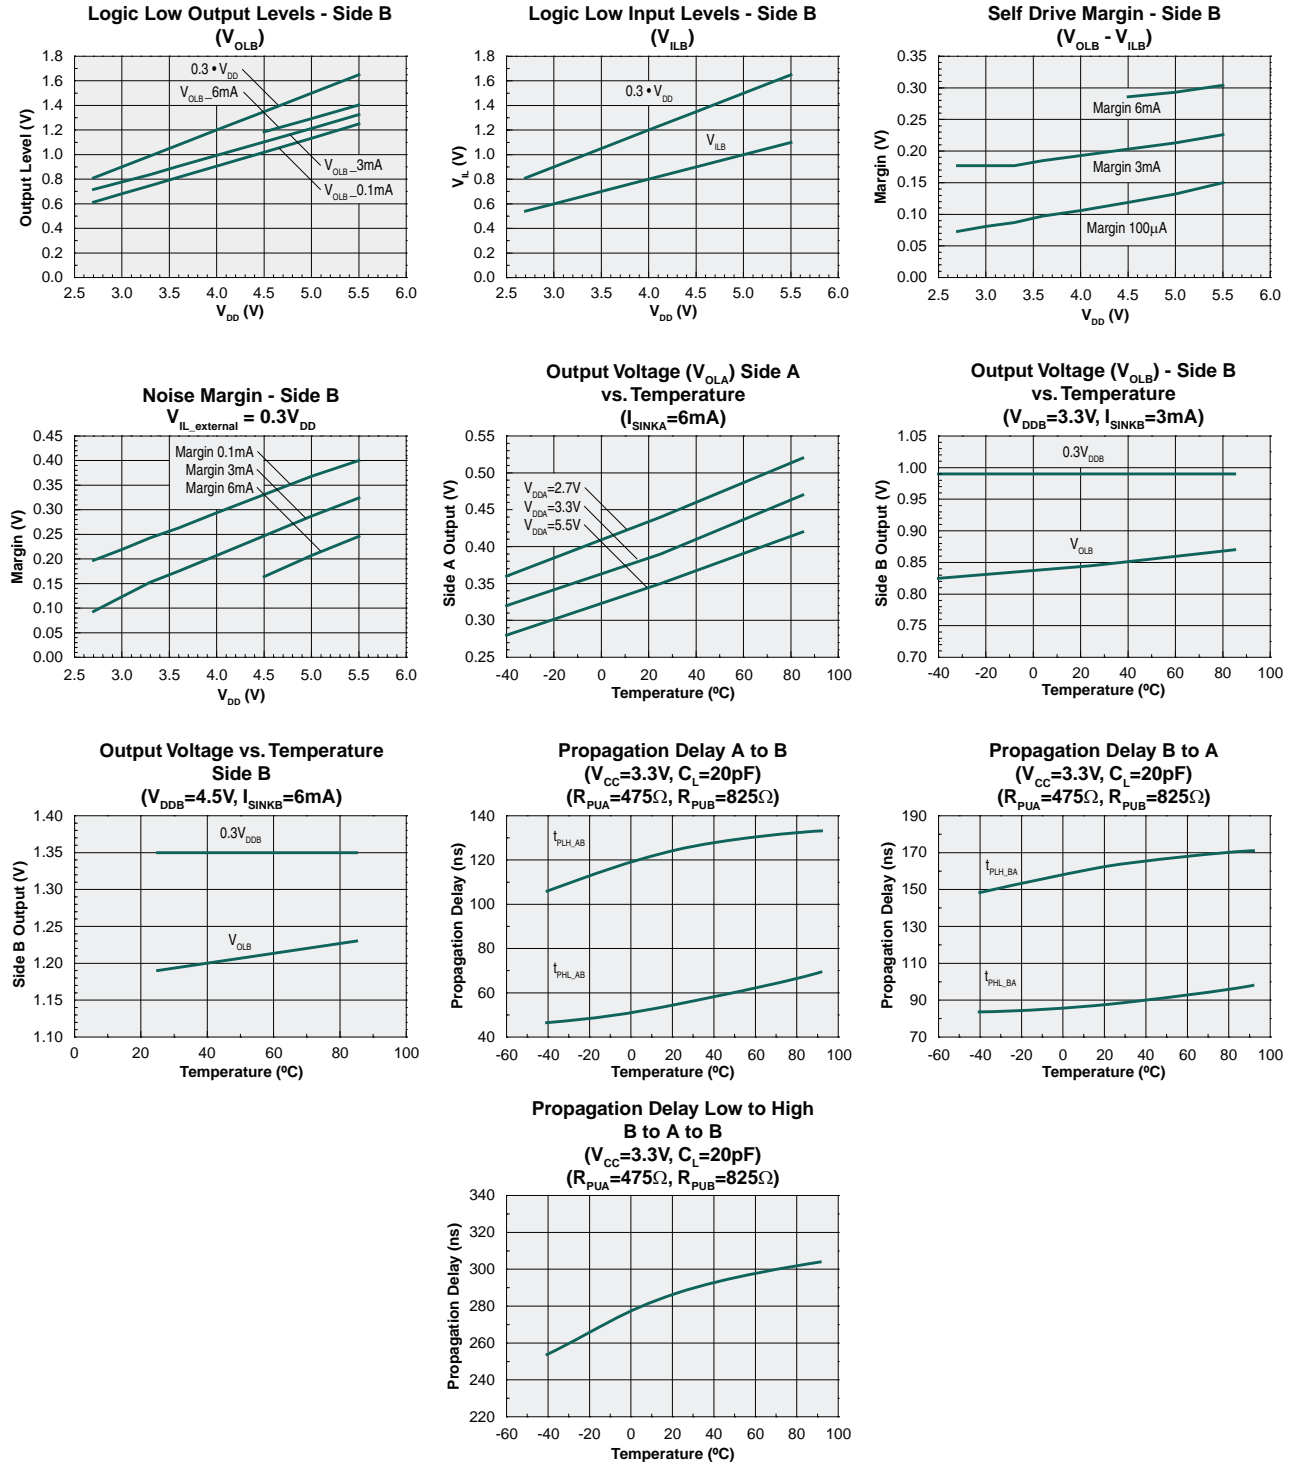 Logic Low Output Levels - Side B
(VOLB)
Output Level (V)
1.8
1.6
1.4
1.2
1.0
0.8
0.6
0.4
0.2
0.0
0.3 • VDD
VOLB_6mA
VOLB_3mA
VOLB_0.1mA
2.5 3.0 3.5 4.0 4.5 5.0 5.5 6.0
VDD (V)
Logic Low Input Levels - Side B
(VILB)
VIL (V)
1.8
1.6
1.4
1.2
1.0
0.8
0.6
0.4
0.2
0.0
0.3 • VDD
VILB
2.5 3.0 3.5 4.0 4.5 5.0 5.5 6.0
VDD (V)
Self Drive Margin - Side B
(VOLB - VILB)
Margin (V)
0.35
0.30
0.25
0.20
0.15
0.10
0.05
0.00
Margin 6mA
Margin 3mA
Margin 100μA
2.5 3.0 3.5 4.0 4.5 5.0 5.5 6.0
VDD (V)
Noise Margin - Side B
VIL_external = 0.3VDD
Margin (V)
0.45
0.40
0.35
0.30
0.25
0.20
0.15
0.10
0.05
0.00
Margin 0.1mA
Margin 3mA
Margin 6mA
2.5 3.0 3.5 4.0 4.5 5.0 5.5 6.0
VDD (V)
Output Voltage (VOLA) Side A
vs. Temperature
(ISINKA=6mA)
Side A Output (V)
0.55
0.50
0.45
0.40
0.35
0.30
0.25
VDDA=2.7V
VDDA=3.3V
VDDA=5.5V
-40 -20 0 20 40 60 80 100
Temperature (ºC)
Output Voltage (VOLB) - Side B
vs. Temperature
(VDDB=3.3V, ISINKB=3mA)
Side B Output (V)
1.05
1.00
0.95
0.90
0.85
0.80
0.75
0.70
0.3VDDB
VOLB
-40 -20 0 20 40 60 80 100
Temperature (ºC)
Output Voltage vs. Temperature
Side B
(VDDB=4.5V, ISINKB=6mA)
Side B Output (V)
1.40
1.35
1.30
1.25
1.20
1.15
1.10
0.3VDDB
VOLB
0 20 40 60 80 100
Temperature (ºC)
Propagation Delay A to B
(VCC=3.3V, CL=20pF)
(RPUA=475Ω, RPUB=825Ω)
Propagation Delay (ns)
140
120
100
80
60
40
tPLH_AB
tPHL_AB
-60 -40 -20 0 20 40 60 80 100
Temperature (ºC)
Propagation Delay B to A
(VCC=3.3V, CL=20pF)
(RPUA=475Ω, RPUB=825Ω)
Propagation Delay (ns)
190
170
150
130
110
90
70
tPLH_BA
tPHL_BA
-60 -40 -20 0 20 40 60 80 100
Temperature (ºC)
Propagation Delay Low to High
B to A to B
(VCC=3.3V, CL=20pF)
(RPUA=475Ω, RPUB=825Ω)
Propagation Delay (ns)
340
320
300
280
260
240
220
-60 -40 -20 0 20 40 60 80 100
Temperature (ºC)